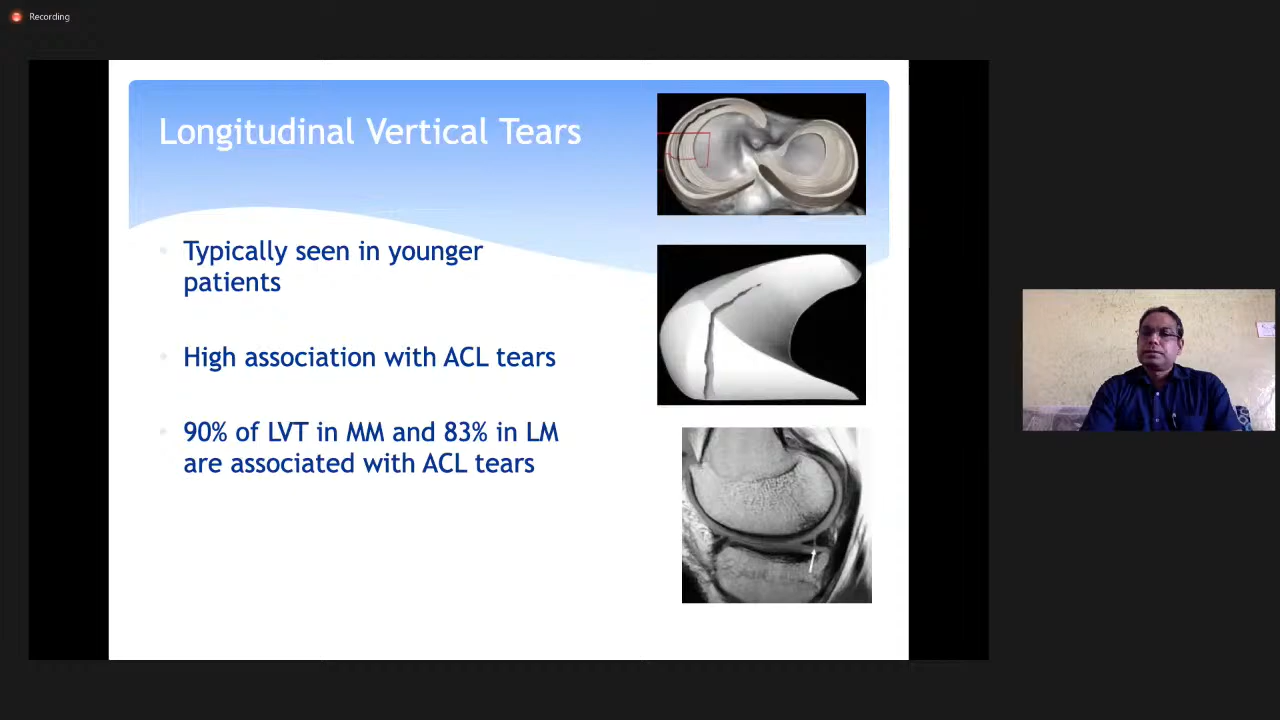 Recording
Longitudinal Vertical Tears
Typically seen in younger
patients
High association with ACL tears
90% of LVT in MM and 83% in LM
are associated with ACL tears